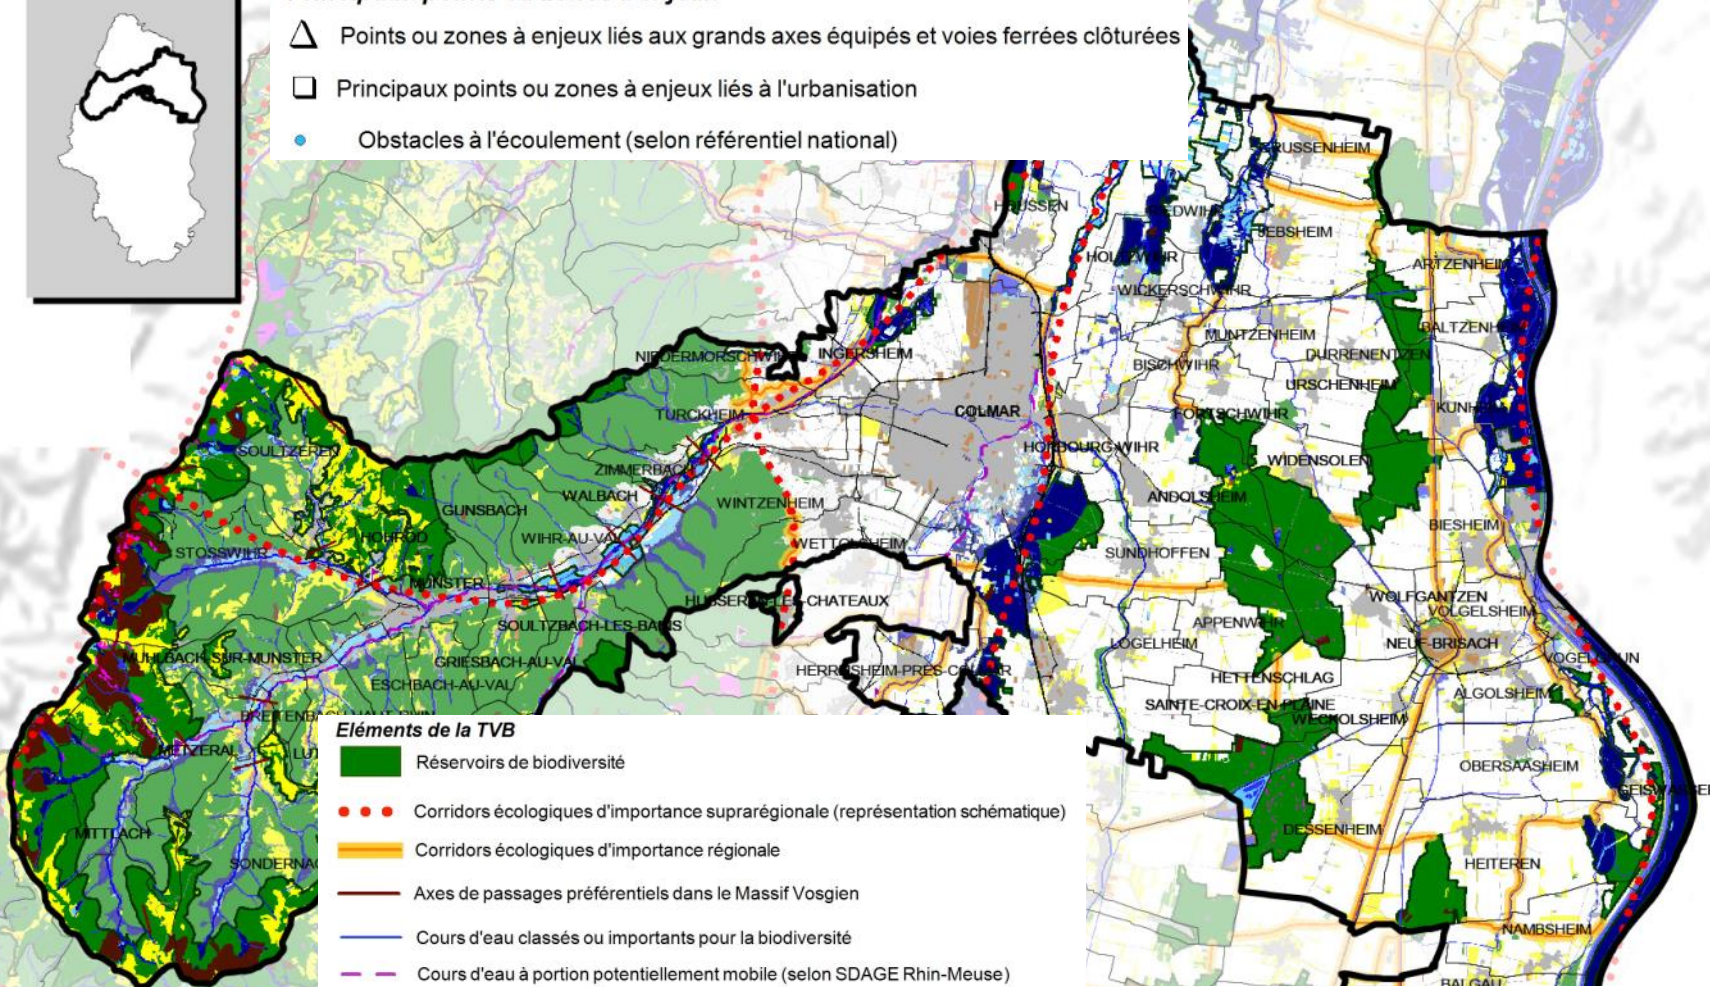 Points ou zones à enjeux liés aux grands axes équipés et voies ferrées clôturées
Principaux points ou zones à enjeux liés à l'urbanisation
Obstacles à l'écoulement (selon référentiel national)
HOUSSEN
JEBSHEIM
HOLTZWIHR
ARTZENHEIM
WICKERSCHWIHR
MUNTZENHEIM
DURRENENTZEN
NIEDERMORSCHWIHR
INGERSHEIM
BISCHWIHR
URSCHENHEIM
TURCKHEIM
COLMAR
FORTSCHWIHR
KUNHEIM
SOULTZEREN
HORBOURG-WIHR
WIDENSOLEN
ZIMMERBACH
WALBACH
GUNSBACH
WINTZENHEIM
ANDOLSHEIM
BIESHEIM
STOSSWIHR
HOHROD
WIHR-AU-VAL
WETTOLSHEIM
SUNDHOFFEN
MUNSTER
HUSSEREN-LES-CHATEAUX
WOLFGANTZEN
VOLGELSHEIM
SOULTZBACH-LES-BAINS
APPENWIHR
LOGELHEIM
NEUF-BRISACH
MUHLBACH-SUR-MUNSTER
GRIESBACH-AU-VAL
HERRLISHEIM-PRES-COLMAR
VOGELGRUN
ESCHBACH-AU-VAL
HETTENSCHLAG
ALGOLSHEIM
SAINTE-CROIX-EN-PLAINE
WECKOLSHEIM
METZERAL
OBERSAASHEIM
MITTLACH
DESSENHEIM
HEITEREN
NAMBSHEIM
BALGAU
Eléments de la TVB
Réservoirs de biodiversité
Corridors écologiques d'importance suprarégionale (représentation schématique)
Corridors écologiques d'importance régionale
Axes de passages préférentiels dans le Massif Vosgien
Cours d'eau classés ou importants pour la biodiversité
Cours d'eau à portion potentiellement mobile (selon SDAGE Rhin-Meuse)